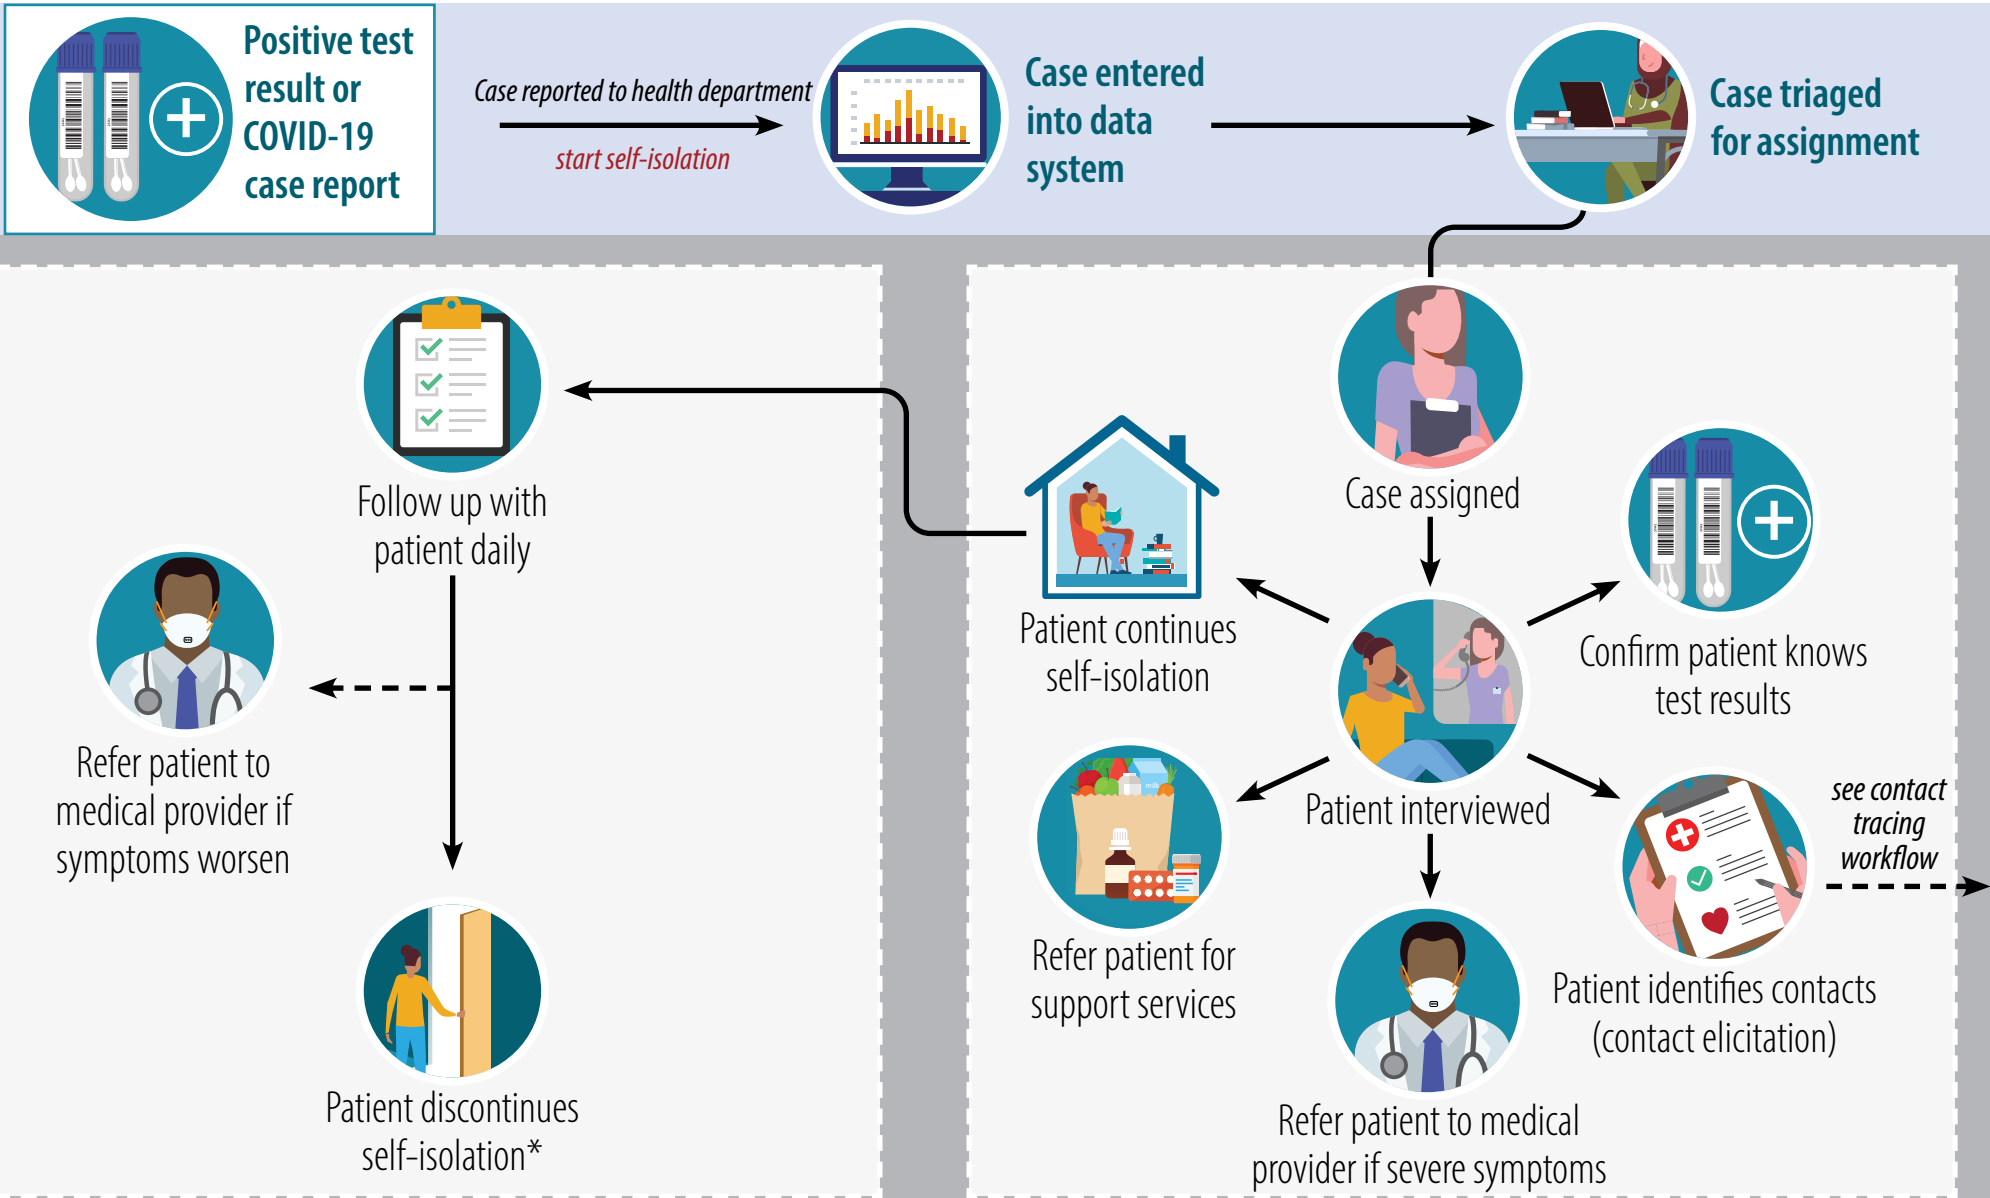 Positive test
result or
COVID-19
case report
Case reported to health department
start self-isolation
Case entered
into data
system
Case triaged
for assignment
Case assigned
Patient interviewed
Confirm patient knows
test results
Patient identifies contacts
(contact elicitation)
see contact
tracing
workflow
Refer patient to medical
provider if severe symptoms
Refer patient for
support services
milk
Patient continues
self-isolation
Follow up with
patient daily
Refer patient to
medical provider if
symptoms worsen
Patient discontinues
self-isolation*